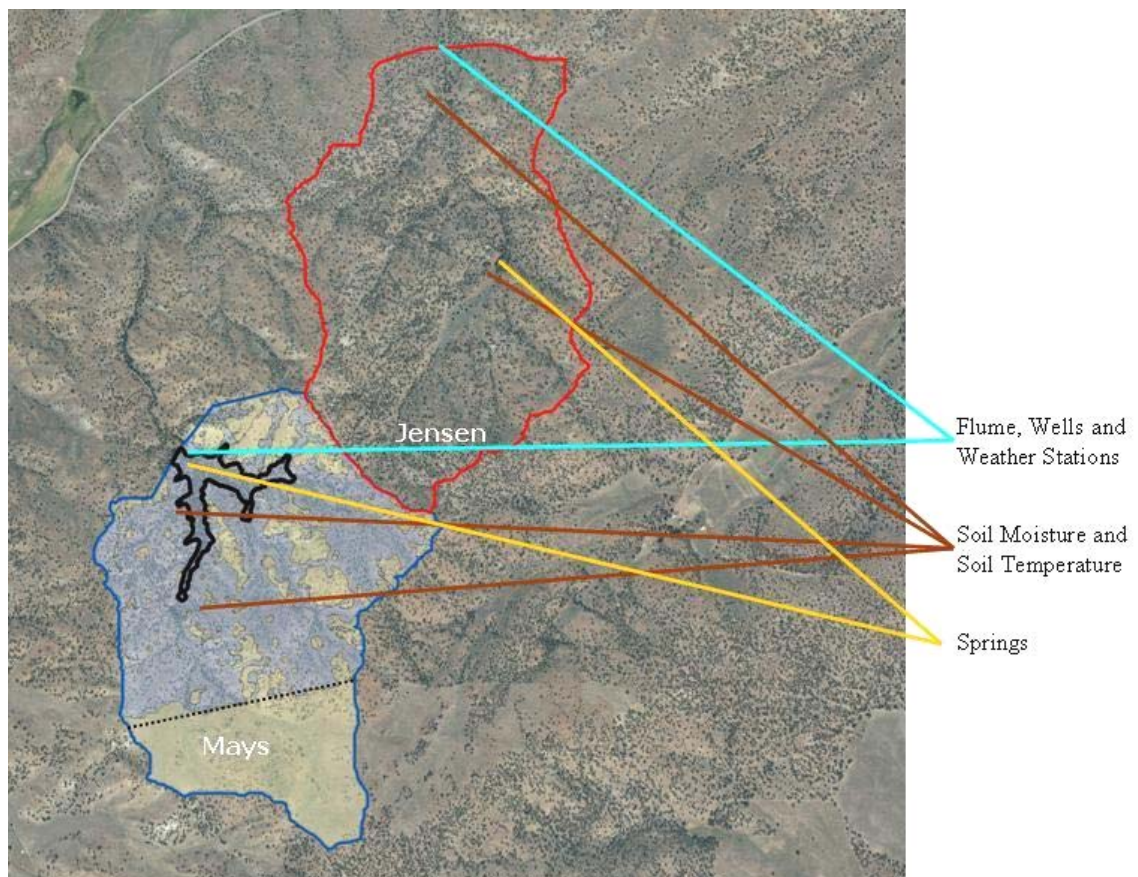 Jensen
Flume, Wells and
Weather Stations
Soil Moisture and
Soil Temperature
Springs
Mays